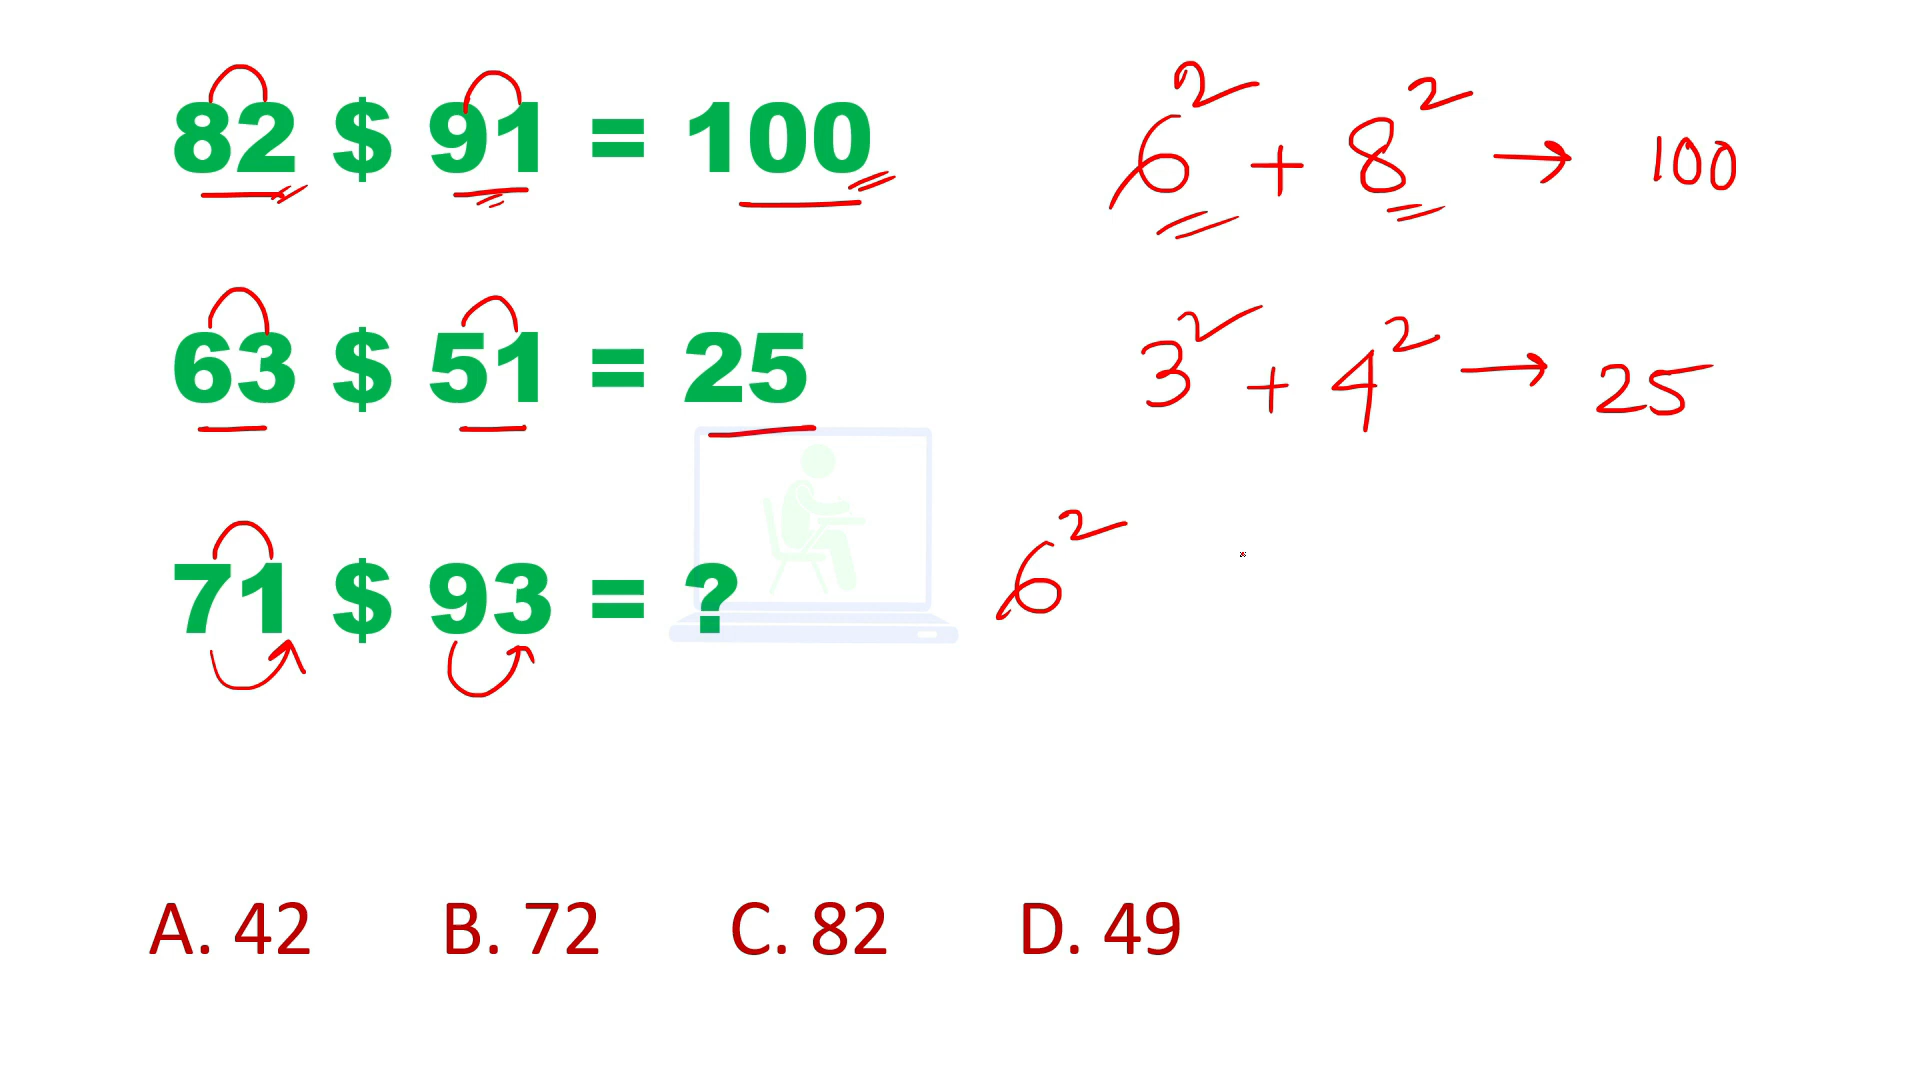 82 $ 91 = 100
6² + 8² → 100
63 $ 51 = 25
3² + 4² → 25
71 $ 93 = ?
6²
A. 42 B. 72 C. 82 D. 49